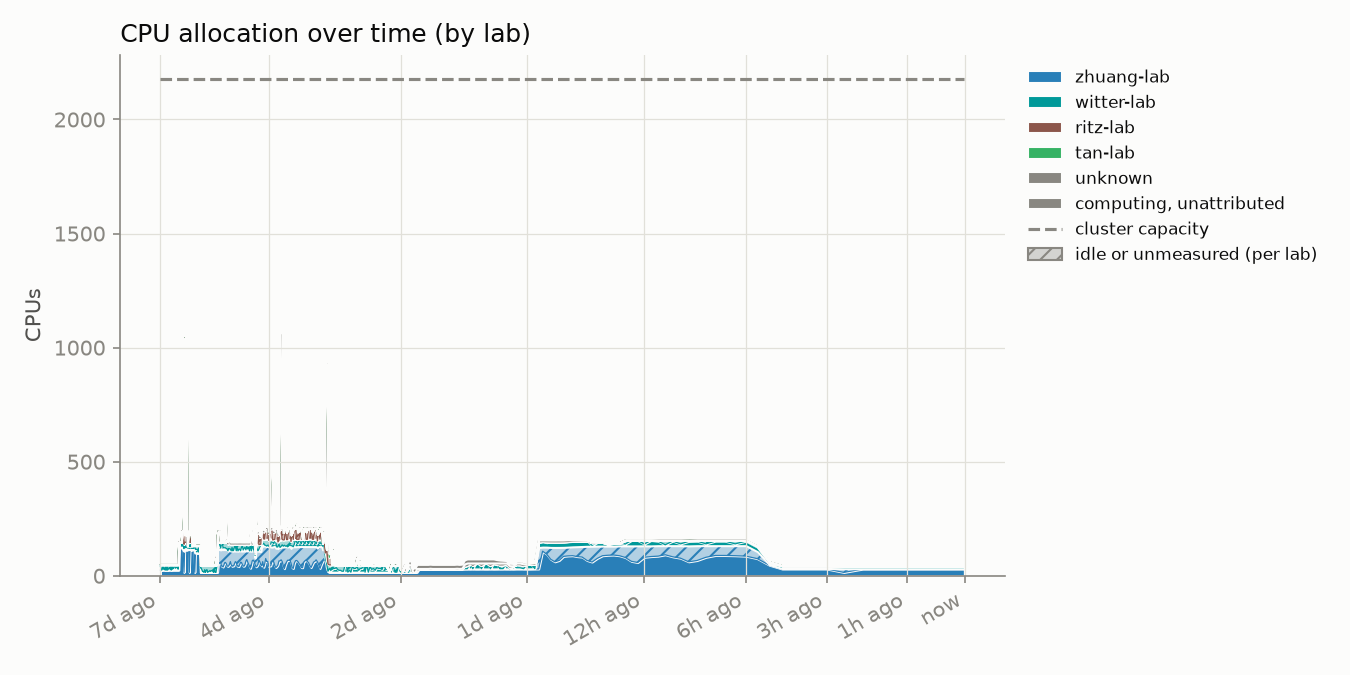 CPU allocation over time (by lab)
CPUs
2000
1500
1000
500
0
7d ago
4d ago
2d ago
1d ago
12h ago
6h ago
3h ago
1h ago
now
zhuang-lab
witter-lab
ritz-lab
tan-lab
unknown
computing, unattributed
cluster capacity
idle or unmeasured (per lab)